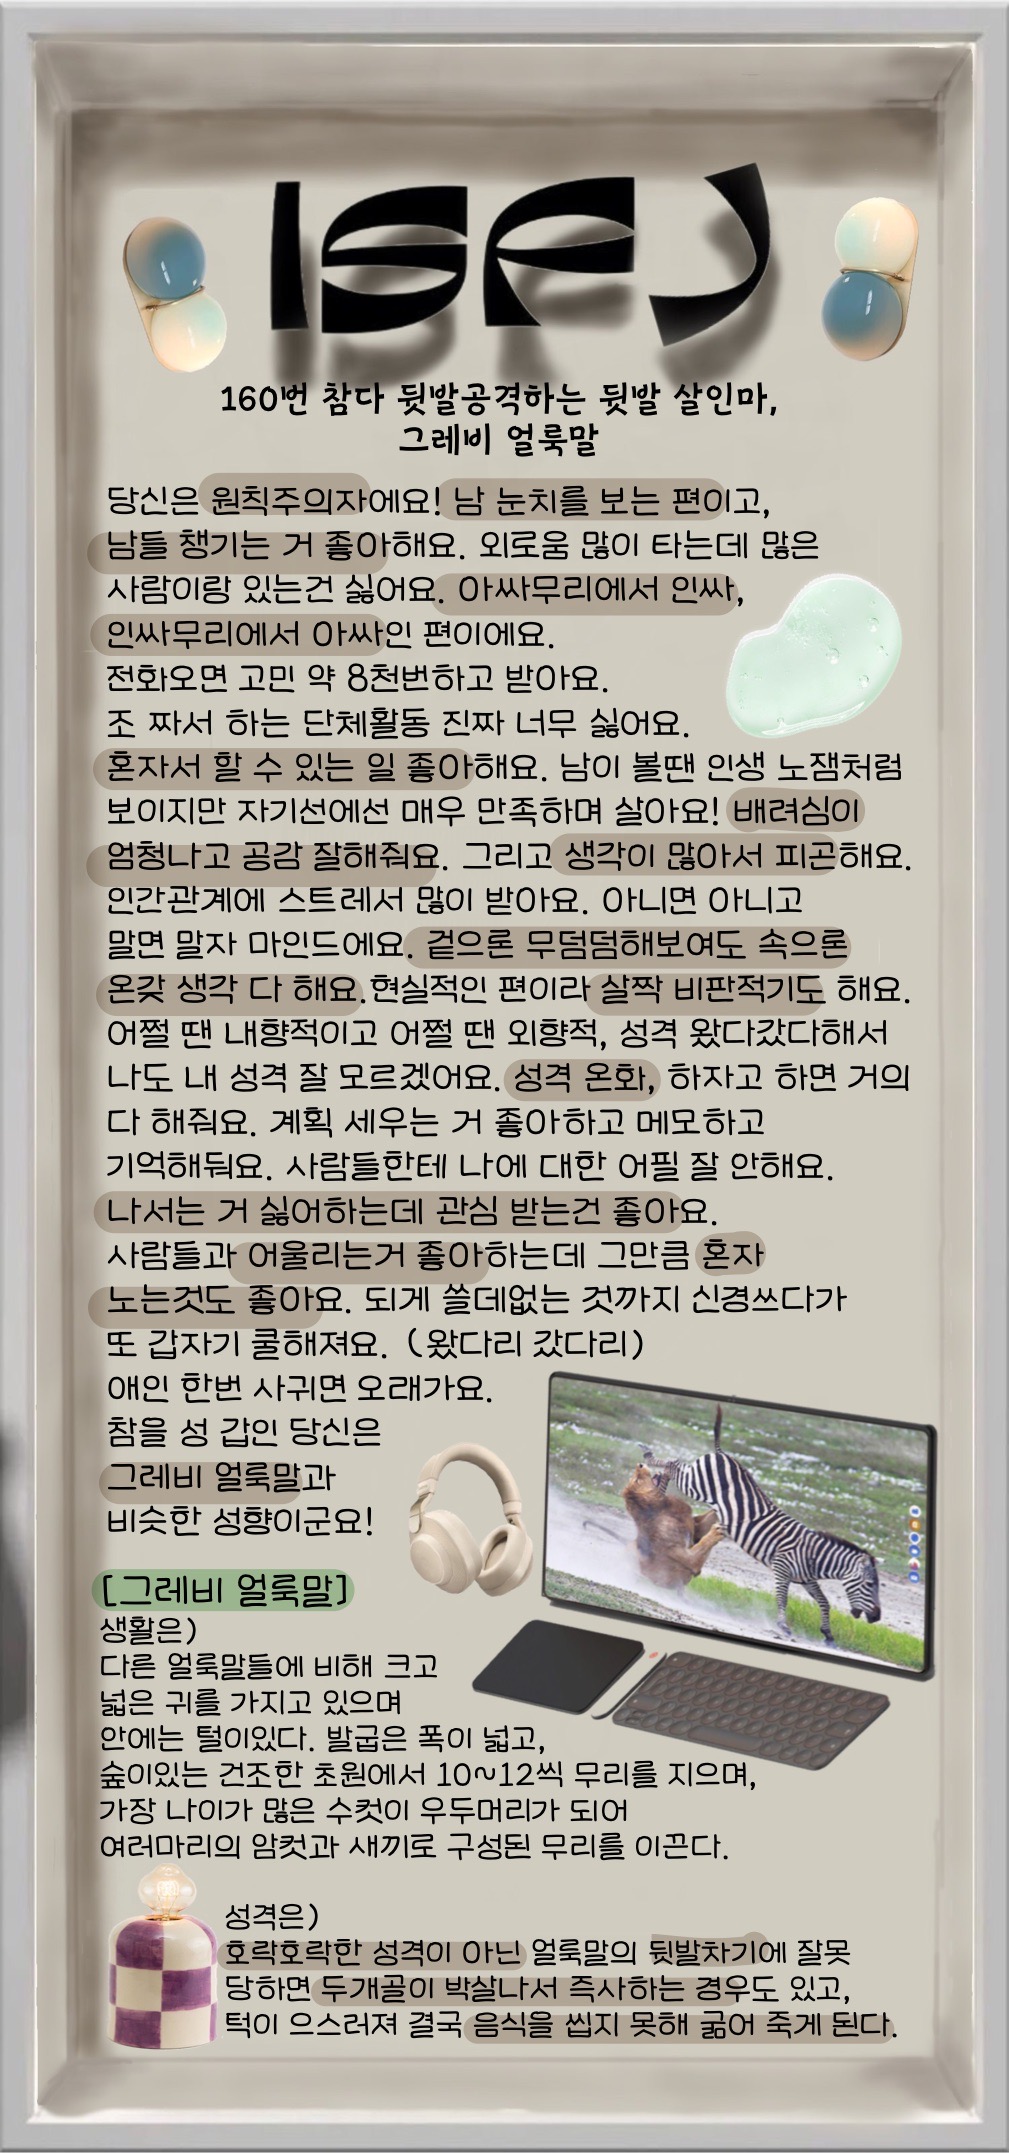 ISFJ
160번 참다 뒷발공격하는 뒷발 살인마,
그레비 얼룩말
당신은 원칙주의자에요! 남 눈치를 보는 편이고,
남들 챙기는 거 좋아해요. 외로움 많이 타는데 많은
사람이랑 있는건 싫어요. 아싸무리에서 인싸,
인싸무리에서 아싸인 편이에요.
전화오면 고민 약 8천번하고 받아요.
조 짜서 하는 단체활동 진짜 너무 싫어요.
혼자서 할 수 있는 일 좋아해요. 남이 볼땐 인생 노잼처럼
보이지만 자기선에선 매우 만족하며 살아요! 배려심이
엄청나고 공감 잘해줘요. 그리고 생각이 많아서 피곤해요.
인간관계에 스트레서 많이 받아요. 아니면 아니고
말면 말자 마인드에요. 겉으론 무덤덤해보여도 속으론
온갖 생각 다 해요.현실적인 편이라 살짝 비판적기도 해요.
어쩔 땐 내향적이고 어쩔 땐 외향적, 성격 왔다갔다해서
나도 내 성격 잘 모르겠어요. 성격 온화, 하자고 하면 거의
다 해줘요. 계획 세우는 거 좋아하고 메모하고
기억해둬요. 사람들한테 나에 대한 어필 잘 안해요.
나서는 거 싫어하는데 관심 받는건 좋아요.
사람들과 어울리는거 좋아하는데 그만큼 혼자
노는것도 좋아요. 되게 쓸데없는 것까지 신경쓰다가
또 갑자기 쿨해져요. (왔다리 갔다리)
애인 한번 사귀면 오래가요.
참을 성 갑인 당신은
그레비 얼룩말과
비슷한 성향이군요!
[그레비 얼룩말]
생활은)
다른 얼룩말들에 비해 크고
넓은 귀를 가지고 있으며
안에는 털이있다. 발굽은 폭이 넓고,
숲이있는 건조한 초원에서 10~12씩 무리를 지으며,
가장 나이가 많은 수컷이 우두머리가 되어
여러마리의 암컷과 새끼로 구성된 무리를 이끈다.
성격은)
호락호락한 성격이 아닌 얼룩말의 뒷발차기에 잘못
당하면 두개골이 박살나서 즉사하는 경우도 있고,
턱이 으스러져 결국 음식을 씹지 못해 굶어 죽게 된다.